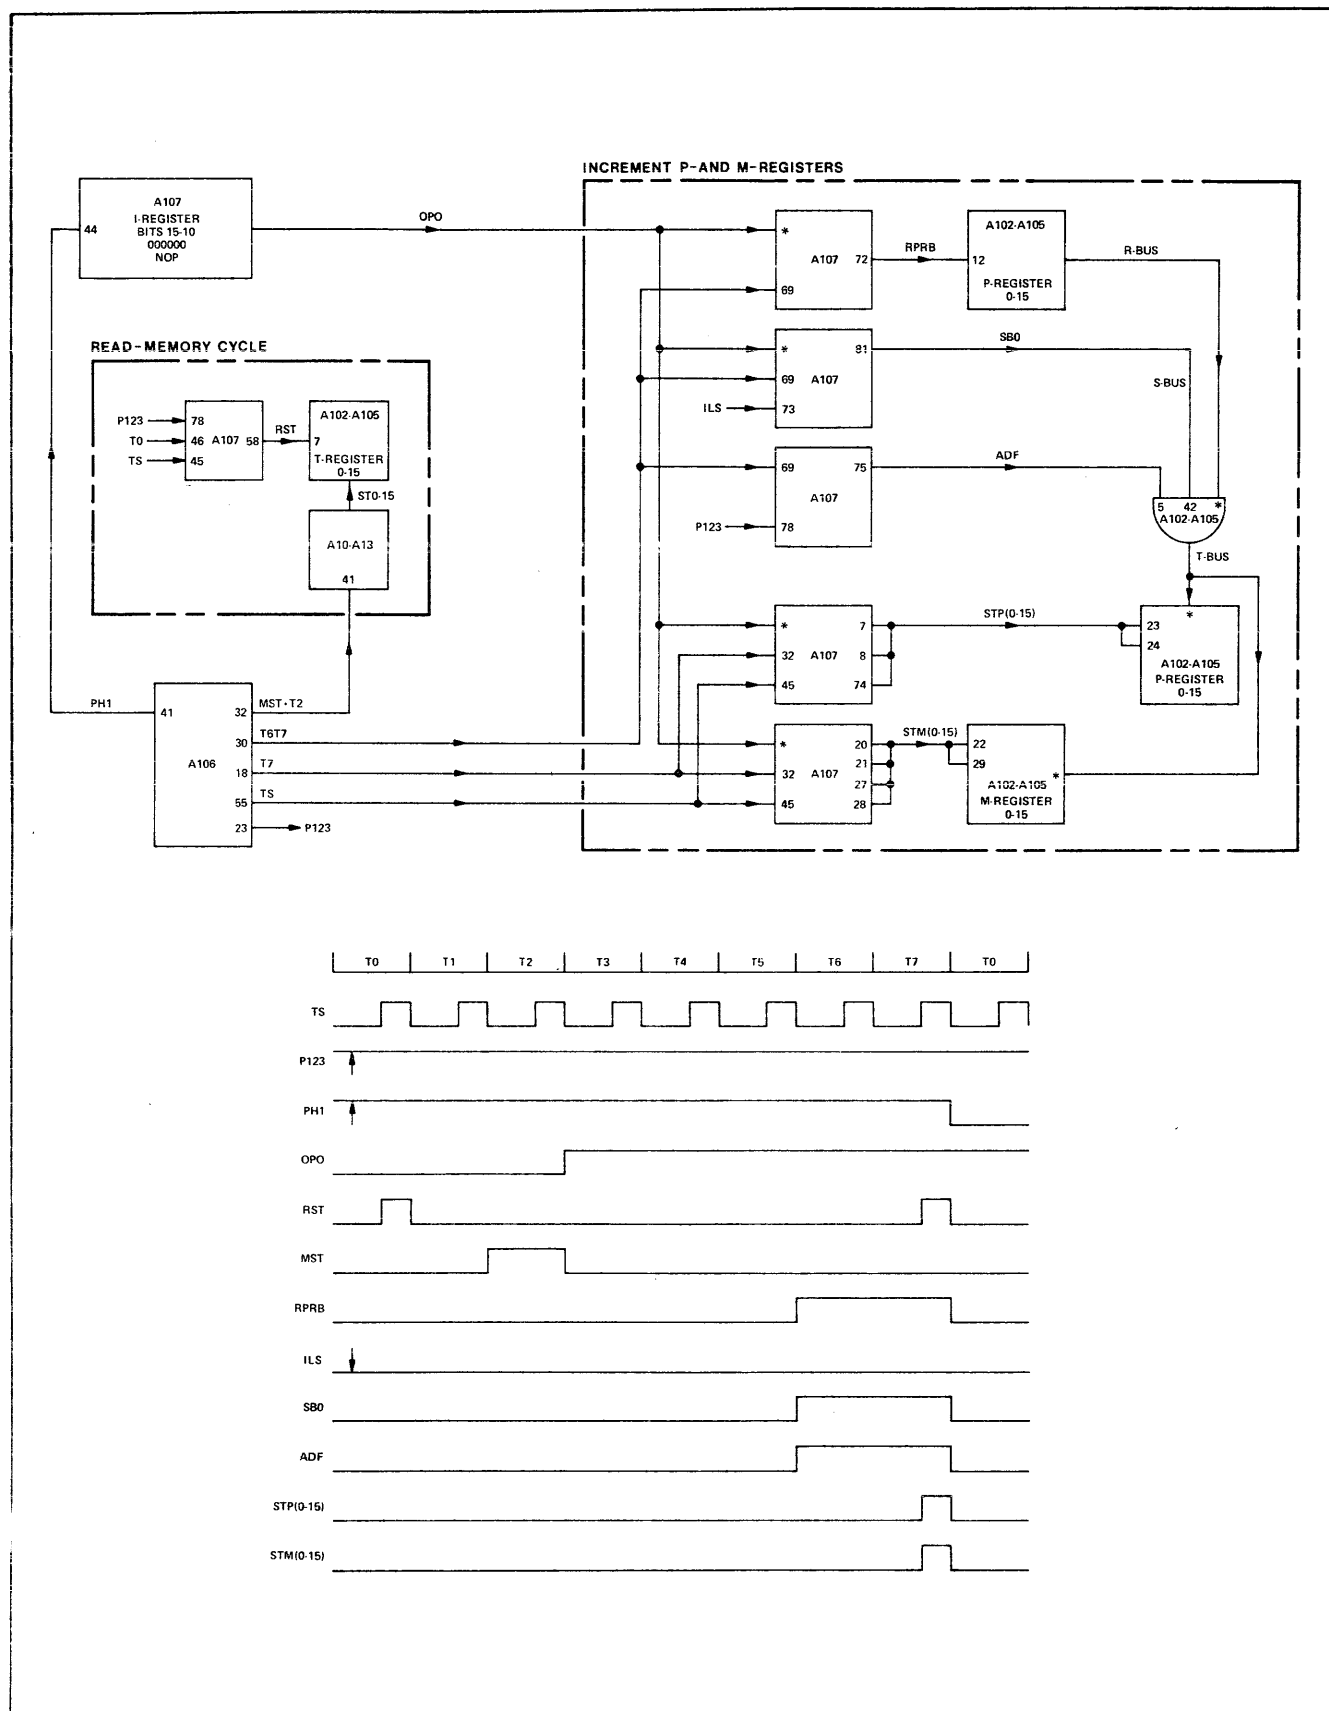 INCREMENT P-AND M-REGISTERS
A107
I-REGISTER
BITS 15-10
000000
NOP
44
OPO
*
A107
72
69
RPRB
A102-A105
12
P-REGISTER
0-15
R-BUS
READ-MEMORY CYCLE
P123
T0
TS
78
46
45
A107
58
RST
A102-A105
7
T-REGISTER
0-15
ST0-15
A10-A13
41
*
81
69
A107
ILS
73
SB0
S-BUS
69
75
A107
P123
78
ADF
5
42
*
A102-A105
T-BUS
*
7
32
A107
8
45
74
STP(0-15)
*
23
24
A102-A105
P-REGISTER
0-15
PH1
41
32
MST·T2
30
T6T7
A106
18
T7
55
TS
23
P123
*
20
21
32
A107
27
45
28
STM(0-15)
22
29
A102-A105
*
M-REGISTER
0-15
T0 T1 T2 T3 T4 T5 T6 T7 T0
TS
P123
PH1
OPO
RST
MST
RPRB
ILS
SB0
ADF
STP(0-15)
STM(0-15)